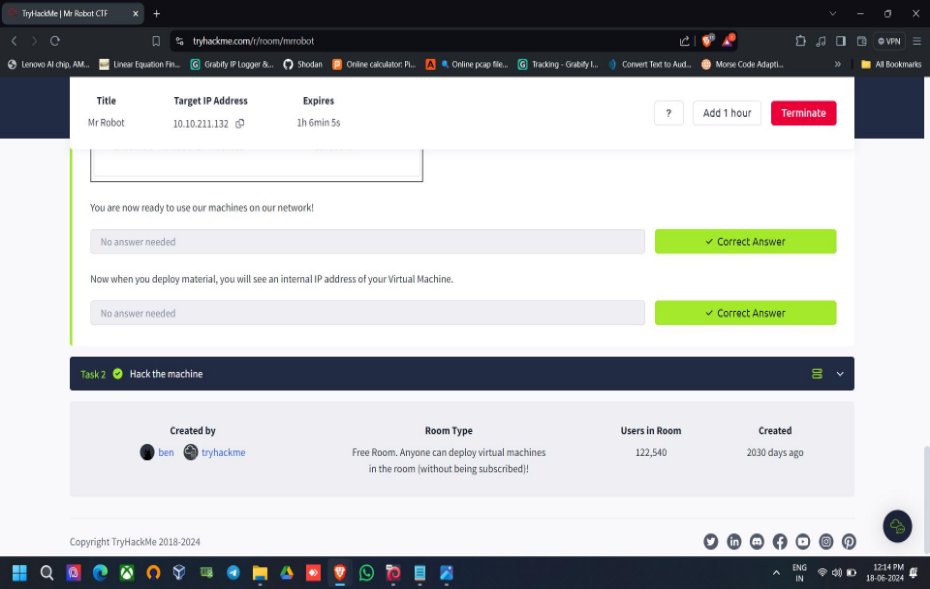 TryHackMe | Mr Robot CTF
tryhackme.com/r/room/mrrobot
VPN
Lenovo AI chip, AM... Linear Equation Fin... Grabify IP Logger &... Shodan Online calculator: Pi... Online pcap file... Tracking - Grabify I... Convert Text to Aud... Morse Code Adapti... » All Bookmarks
Title Target IP Address Expires
Mr Robot 10.10.211.132 1h 6min 5s
? Add 1 hour Terminate
You are now ready to use our machines on our network!
No answer needed Correct Answer
Now when you deploy material, you will see an internal IP address of your Virtual Machine.
No answer needed Correct Answer
Task 2 Hack the machine
Created by Room Type Users in Room Created
ben tryhackme Free Room. Anyone can deploy virtual machines 122,540 2030 days ago
in the room (without being subscribed)!
Copyright TryHackMe 2018-2024
ENG 12:14 PM
IN 18-06-2024